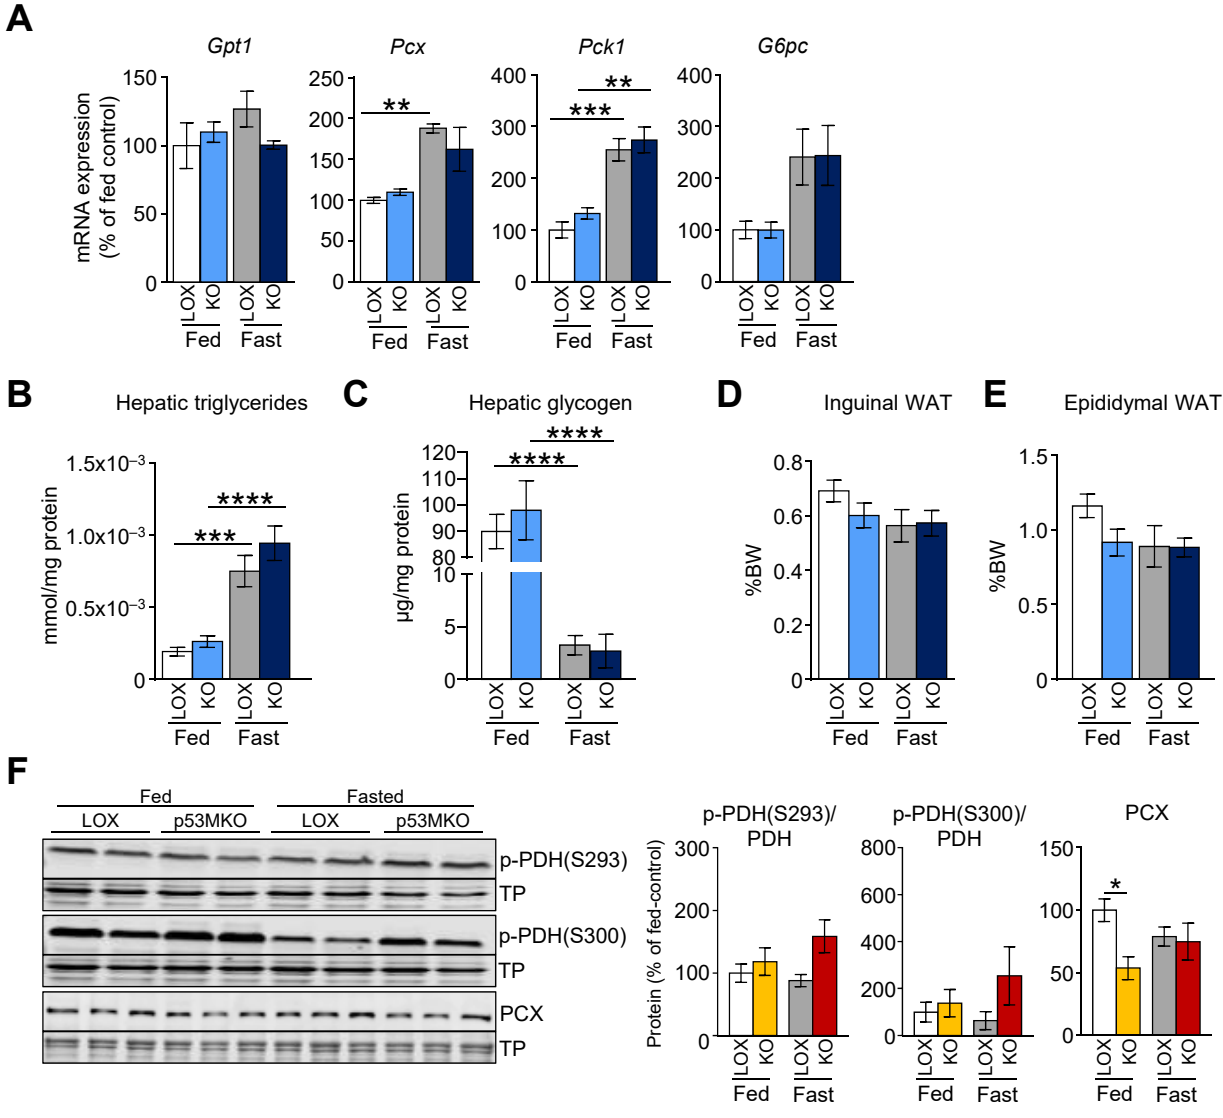 A
Gpt1
Pcx
Pck1
G6pc
mRNA expression
(% of fed control)
150
100
50
0
250
200
150
100
50
0
400
300
200
100
0
400
300
200
100
0
**
***
**
LOX KO LOX KO
Fed Fast
LOX KO LOX KO
Fed Fast
LOX KO LOX KO
Fed Fast
LOX KO LOX KO
Fed Fast
B
Hepatic triglycerides
mmol/mg protein
1.5x10⁻³
1.0x10⁻³
0.5x10⁻³
0
****
***
LOX KO LOX KO
Fed Fast
C
Hepatic glycogen
µg/mg protein
120
110
100
90
80
10
5
0
****
****
LOX KO LOX KO
Fed Fast
D
Inguinal WAT
%BW
0.8
0.6
0.4
0.2
0
LOX KO LOX KO
Fed Fast
E
Epididymal WAT
%BW
1.5
1.0
0.5
0
LOX KO LOX KO
Fed Fast
F
Fed Fasted
LOX p53MKO LOX p53MKO
p-PDH(S293)
TP
p-PDH(S300)
TP
PCX
TP
p-PDH(S293)/
PDH
Protein (% of fed-control)
300
200
100
0
LOX KO LOX KO
Fed Fast
p-PDH(S300)/
PDH
800
600
400
200
0
LOX KO LOX KO
Fed Fast
PCX
150
100
50
0
*
LOX KO LOX KO
Fed Fast